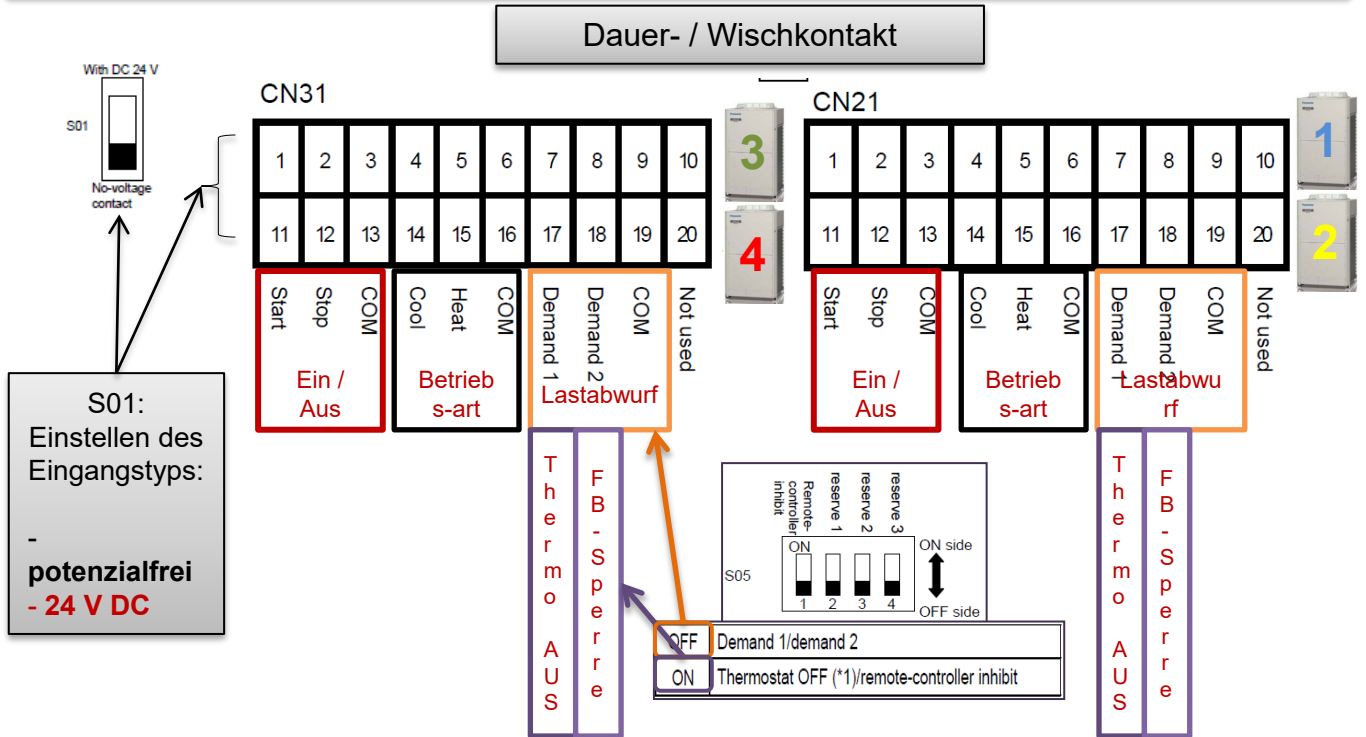 Dauer- / Wischkontakt
With DC 24 V
S01
No-voltage
contact
CN31
1 2 3 4 5 6 7 8 9 10
11 12 13 14 15 16 17 18 19 20
3
4
Start
Stop
COM
Cool
Heat
COM
Demand 1
Demand 2
COM
Not used
Ein /
Aus
Betrieb
s-art
Lastabwurf
Thermo AUS
FB-Sperre
CN21
1 2 3 4 5 6 7 8 9 10
11 12 13 14 15 16 17 18 19 20
1
2
Start
Stop
COM
Cool
Heat
COM
Demand 1
Demand 2
COM
Not used
Ein /
Aus
Betrieb
s-art
Lastabwu
rf
Thermo AUS
FB-Sperre
S01:
Einstellen des
Eingangstyps:
-
potenzialfrei
- 24 V DC
Remote-
controller
inhibit
reserve 1
reserve 2
reserve 3
S05
ON
1 2 3 4
ON side
OFF side
OFF Demand 1/demand 2
ON Thermostat OFF (*1)/remote-controller inhibit